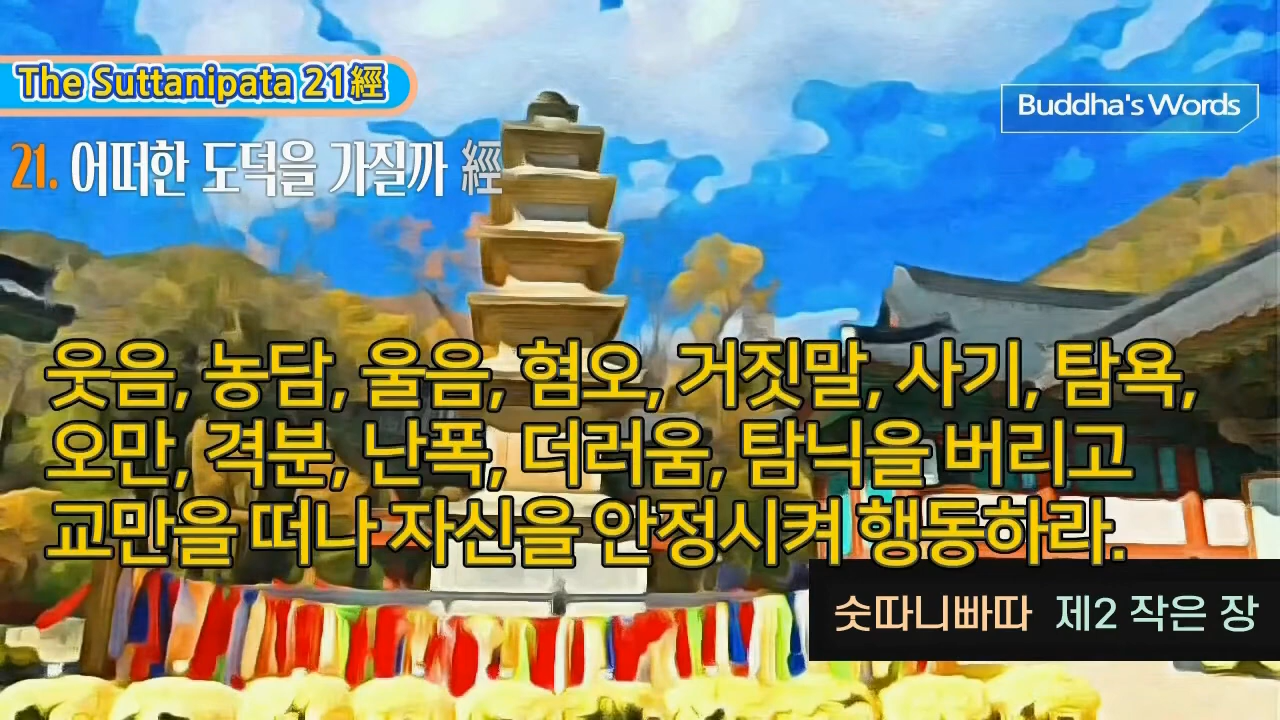 The Suttanipata 21經
Buddha's Words
21. 어떠한 도덕을 가질까 經
웃음, 농담, 울음, 혐오, 거짓말, 사기, 탐욕,
오만, 격분, 난폭, 더러움, 탐닉을 버리고
교만을 떠나 자신을 안정시켜 행동하라.
숫따니빠따 제2 작은 장